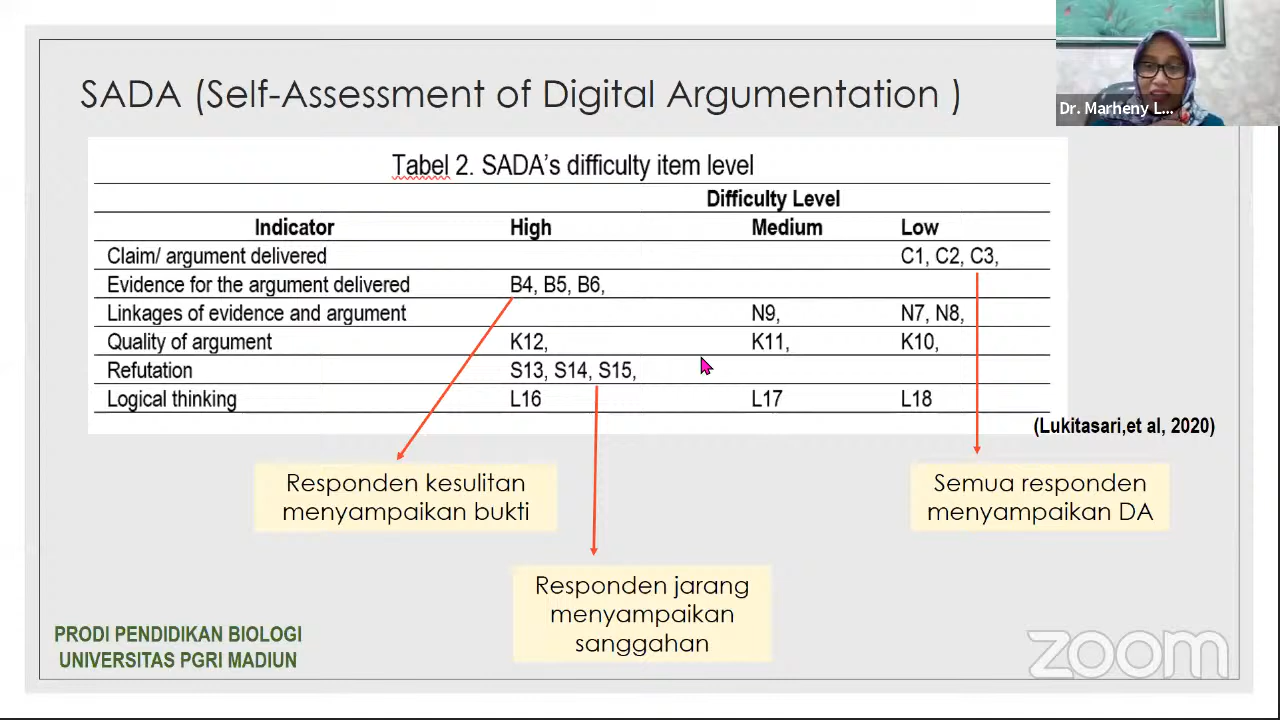 SADA (Self-Assessment of Digital Argumentation )
Dr. Marheny L...
Tabel 2. SADA's difficulty item level
Difficulty Level
Indicator High Medium Low
Claim/ argument delivered C1, C2, C3,
Evidence for the argument delivered B4, B5, B6,
Linkages of evidence and argument N9, N7, N8,
Quality of argument K12, K11, K10,
Refutation S13, S14, S15,
Logical thinking L16 L17 L18
(Lukitasari,et al, 2020)
Responden kesulitan
menyampaikan bukti
Semua responden
menyampaikan DA
Responden jarang
menyampaikan
sanggahan
PRODI PENDIDIKAN BIOLOGI
UNIVERSITAS PGRI MADIUN
zoom